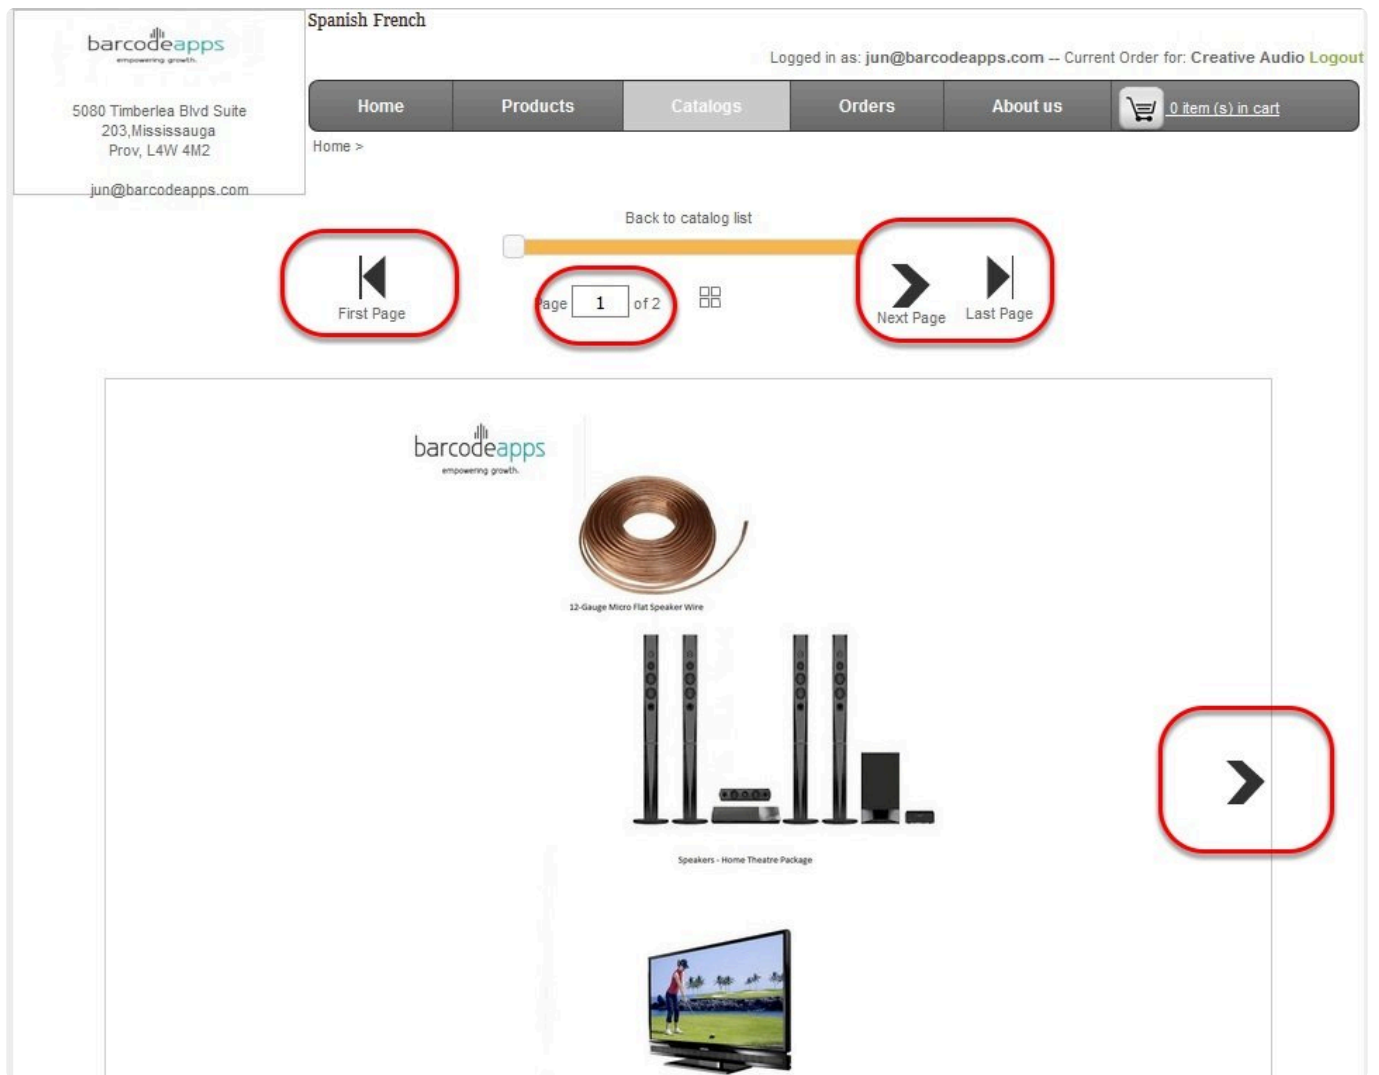 Spanish French
barcodeapps
empowering growth.
Logged in as: jun@barcodeapps.com -- Current Order for: Creative Audio Logout
5080 Timberlea Blvd Suite
203,Mississauga
Prov, L4W 4M2
jun@barcodeapps.com
Home Products Catalogs Orders About us 0 item (s) in cart
Home >
Back to catalog list
First Page
Page 1 of 2
Next Page Last Page
barcodeapps
empowering growth.
12-Gauge Micro Flat Speaker Wire
Speakers - Home Theatre Package